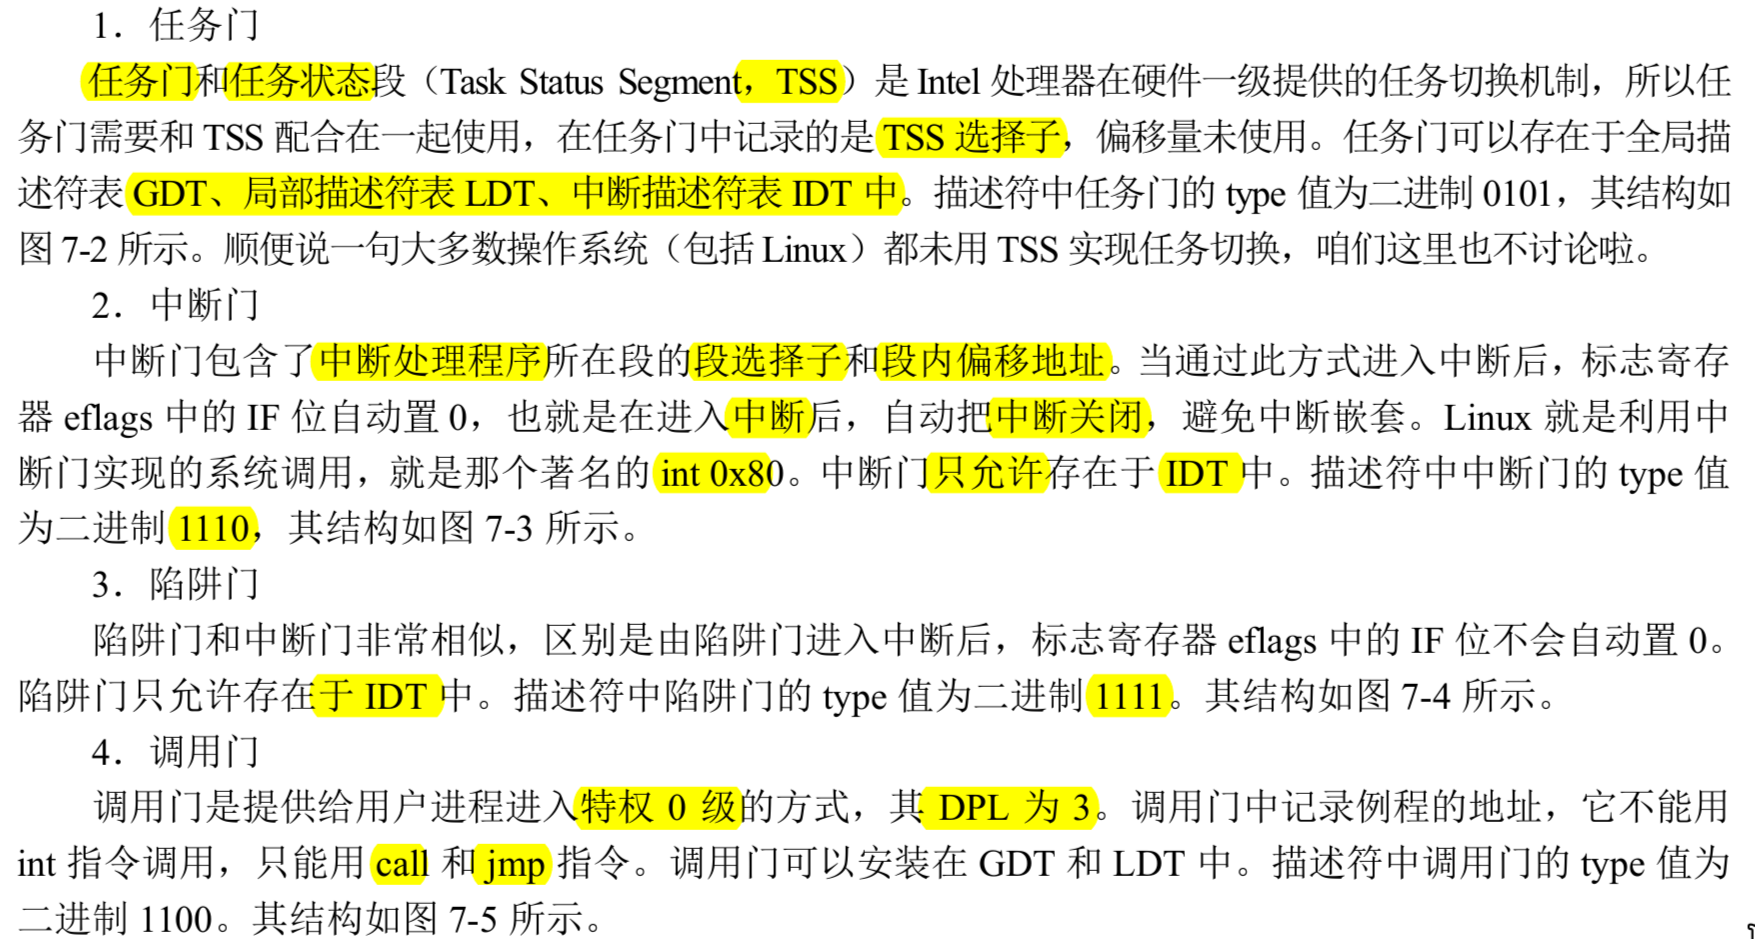 1．任务门
任务门和任务状态段（Task Status Segment，TSS）是 Intel 处理器在硬件一级提供的任务切换机制，所以任
务门需要和 TSS 配合在一起使用，在任务门中记录的是 TSS 选择子，偏移量未使用。任务门可以存在于全局描
述符表 GDT、局部描述符表 LDT、中断描述符表 IDT 中。描述符中任务门的 type 值为二进制 0101，其结构如
图 7-2 所示。顺便说一句大多数操作系统（包括 Linux）都未用 TSS 实现任务切换，咱们这里也不讨论啦。
2．中断门
中断门包含了中断处理程序所在段的段选择子和段内偏移地址。当通过此方式进入中断后，标志寄存
器 eflags 中的 IF 位自动置 0，也就是在进入中断后，自动把中断关闭，避免中断嵌套。Linux 就是利用中
断门实现的系统调用，就是那个著名的 int 0x80。中断门只允许存在于 IDT 中。描述符中中断门的 type 值
为二进制 1110，其结构如图 7-3 所示。
3．陷阱门
陷阱门和中断门非常相似，区别是由陷阱门进入中断后，标志寄存器 eflags 中的 IF 位不会自动置 0。
陷阱门只允许存在于 IDT 中。描述符中陷阱门的 type 值为二进制 1111。其结构如图 7-4 所示。
4．调用门
调用门是提供给用户进程进入特权 0 级的方式，其 DPL 为 3。调用门中记录例程的地址，它不能用
int 指令调用，只能用 call 和 jmp 指令。调用门可以安装在 GDT 和 LDT 中。描述符中调用门的 type 值为
二进制 1100。其结构如图 7-5 所示。